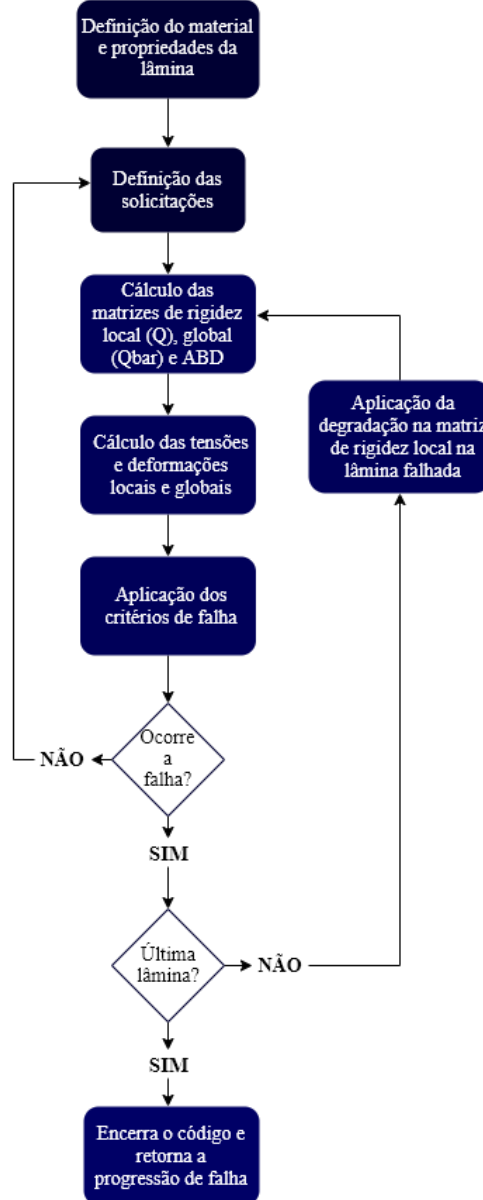 Definição do material
e propriedades da
lâmina
Definição das
solicitações
Cálculo das
matrizes de rigidez
local (Q), global
(Qbar) e ABD
Aplicação da
degradação na matriz
de rigidez local na
lâmina falhada
Cálculo das tensões
e deformações
locais e globais
Aplicação dos
critérios de falha
Ocorre
a
falha?
NÃO
SIM
Última
lâmina?
NÃO
SIM
Encerra o código e
retorna a
progressão de falha